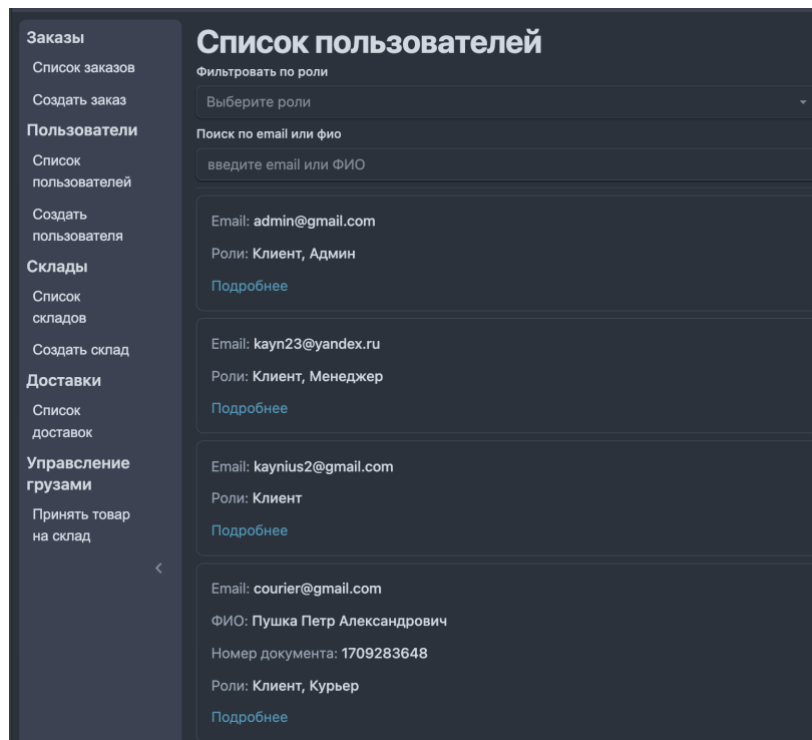 Заказы
Список заказов
Создать заказ
Пользователи
Список
пользователей
Создать
пользователя
Склады
Список
складов
Создать склад
Доставки
Список
доставок
Управсление
грузами
Принять товар
на склад
Список пользователей
Фильтровать по роли
Выберите роли
Поиск по email или фио
введите email или ФИО
Email: admin@gmail.com
Роли: Клиент, Админ
Подробнее
Email: kayn23@yandex.ru
Роли: Клиент, Менеджер
Подробнее
Email: kaynius2@gmail.com
Роли: Клиент
Подробнее
Email: courier@gmail.com
ФИО: Пушка Петр Александрович
Номер документа: 1709283648
Роли: Клиент, Курьер
Подробнее